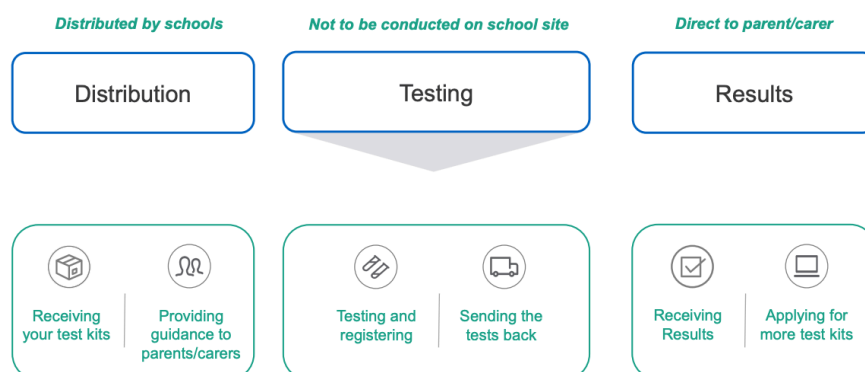 Distributed by schools
Not to be conducted on school site
Direct to parent/carer
Distribution
Testing
Results
Receiving
your test kits
Providing
guidance to
parents/carers
Testing and
registering
Sending the
tests back
Receiving
Results
Applying for
more test kits